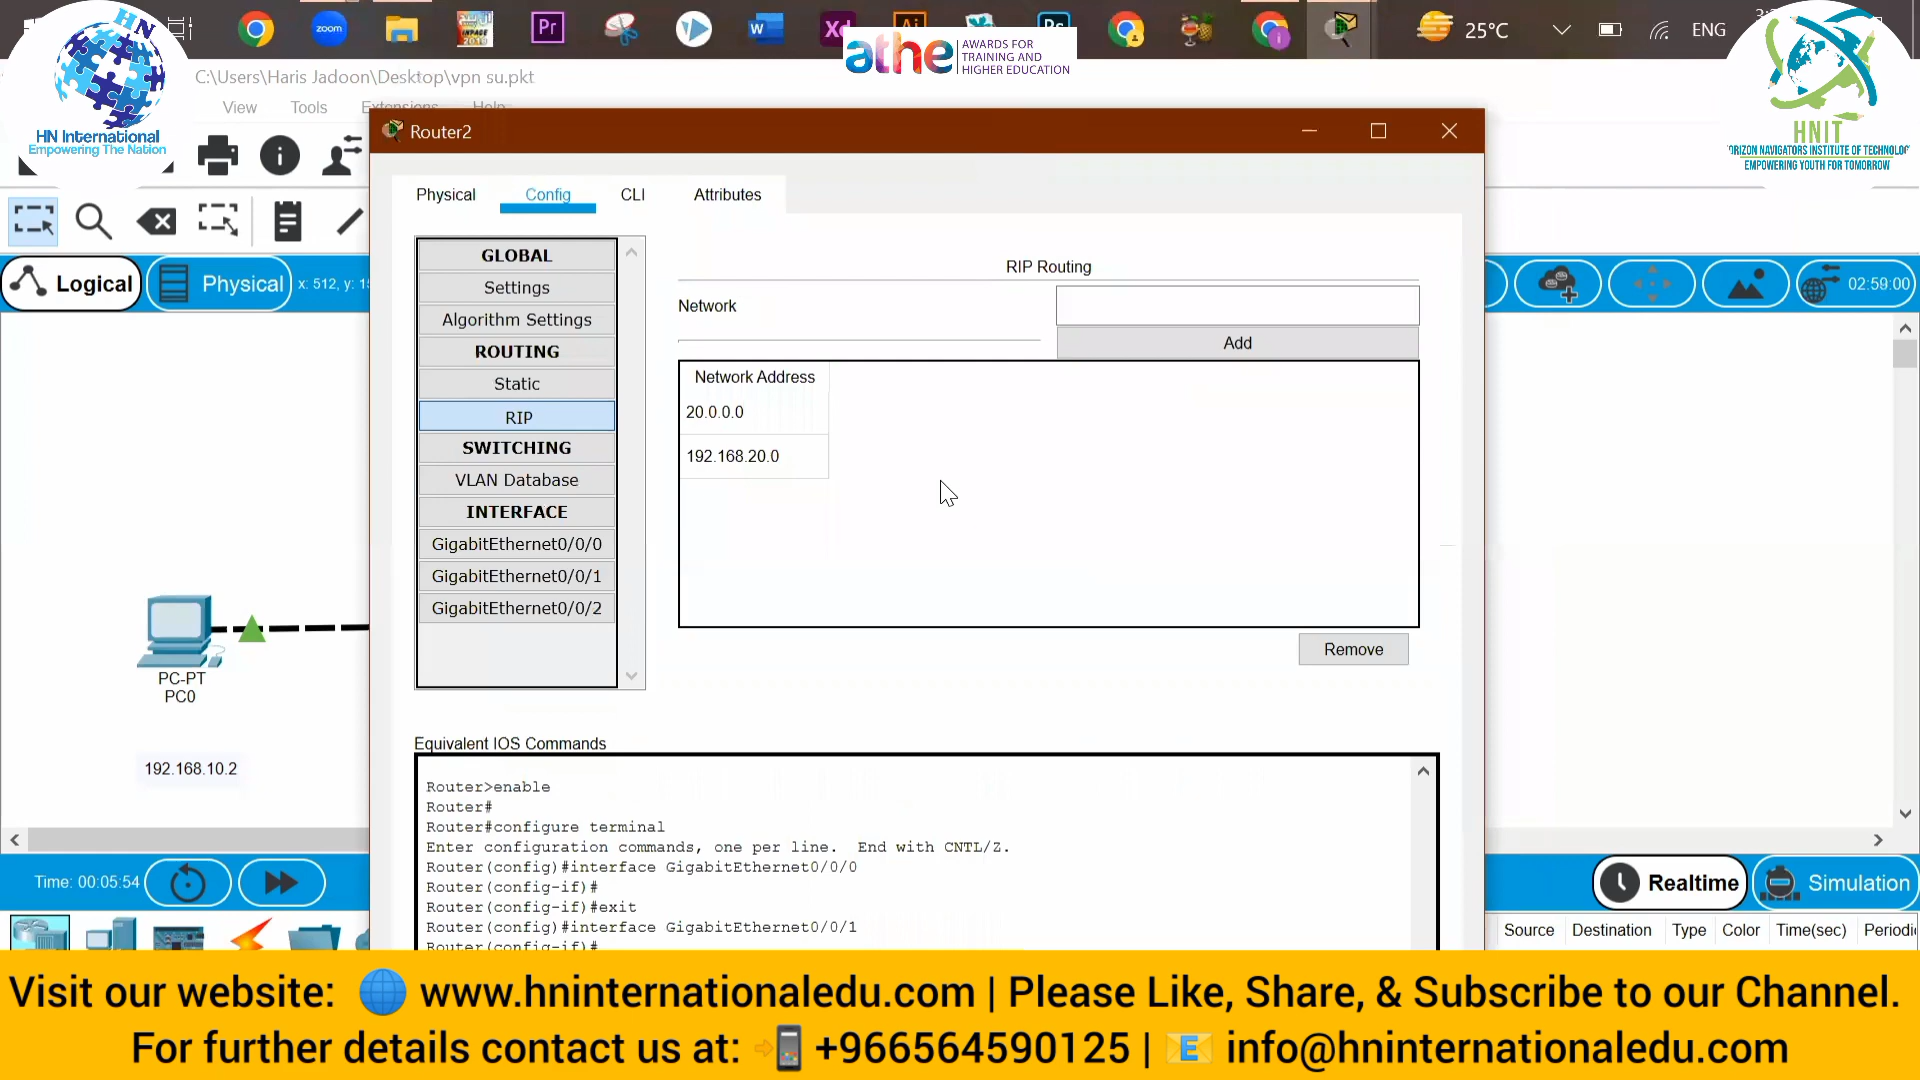 25°C
ENG
athe
AWARDS FOR
TRAINING AND
HIGHER EDUCATION
HN
HN International
Empowering The Nation
HNIT
EMPOWERING YOUTH FOR TOMORROW
C:\Users\Haris Jadoon\Desktop\vpn su.pkt
View Tools Extensions Help
Router2
Physical Config CLI Attributes
Logical
Physical
x: 512, y:
02:59:00
GLOBAL
Settings
Algorithm Settings
ROUTING
Static
RIP
SWITCHING
VLAN Database
INTERFACE
GigabitEthernet0/0/0
GigabitEthernet0/0/1
GigabitEthernet0/0/2
RIP Routing
Network
Add
Network Address
20.0.0.0
192.168.20.0
Remove
PC-PT
PC0
192.168.10.2
Equivalent IOS Commands
Router>enable
Router#
Router#configure terminal
Enter configuration commands, one per line. End with CNTL/Z.
Router(config)#interface GigabitEthernet0/0/0
Router(config-if)#
Router(config-if)#exit
Router(config)#interface GigabitEthernet0/0/1
Router(config-if)#
Time: 00:05:54
Realtime
Simulation
Source Destination Type Color Time(sec)
Visit our website: www.hninternationaledu.com | Please Like, Share, & Subscribe to our Channel.
For further details contact us at: +966564590125 | info@hninternationaledu.com